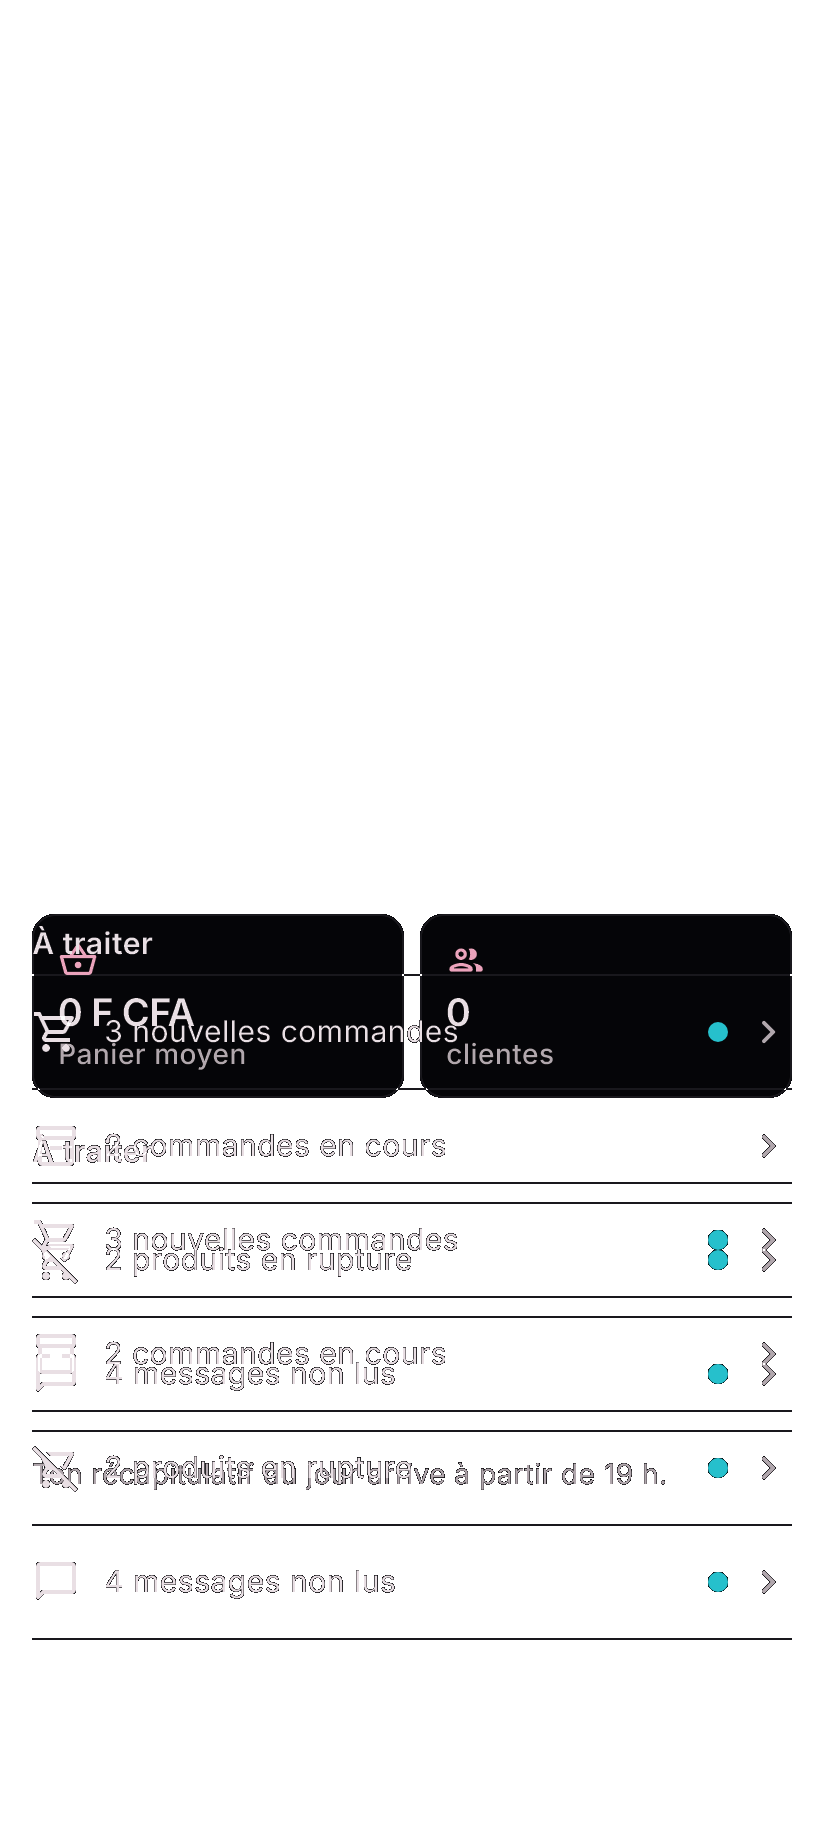 À traiter
0 F CFA
0
3 nouvelles commandes
Panier moyen
clientes
2 commandes en cours
À traiter
3 nouvelles commandes
2 produits en rupture
2 commandes en cours
4 messages non lus
2 produits en rupture
Ton récapitulatif du jour arrive à partir de 19 h.
4 messages non lus